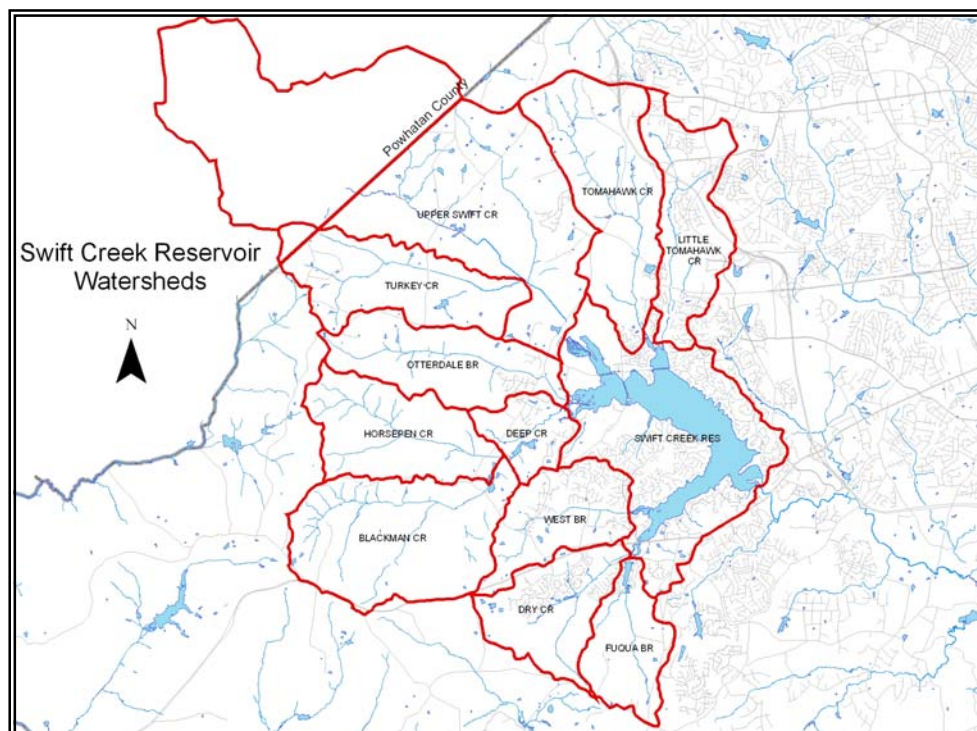 Powhatan County
TOMAHAWK CR
UPPER SWIFT CR
LITTLE
TOMAHAWK
CR
Swift Creek Reservoir
Watersheds
TURKEY CR
N
OTTERDALE BR
HORSEPEN CR
DEEP CR
SWIFT CREEK RES
WEST BR
BLACKMAN CR
DRY CR
FUQUA BR